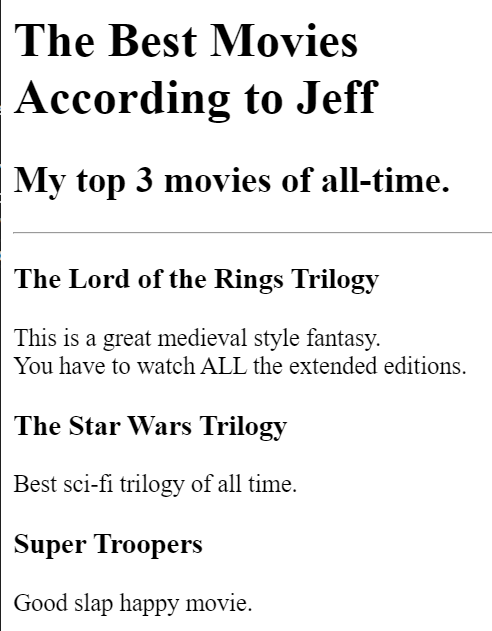 The Best Movies
According to Jeff
My top 3 movies of all-time.
The Lord of the Rings Trilogy
This is a great medieval style fantasy.
You have to watch ALL the extended editions.
The Star Wars Trilogy
Best sci-fi trilogy of all time.
Super Troopers
Good slap happy movie.